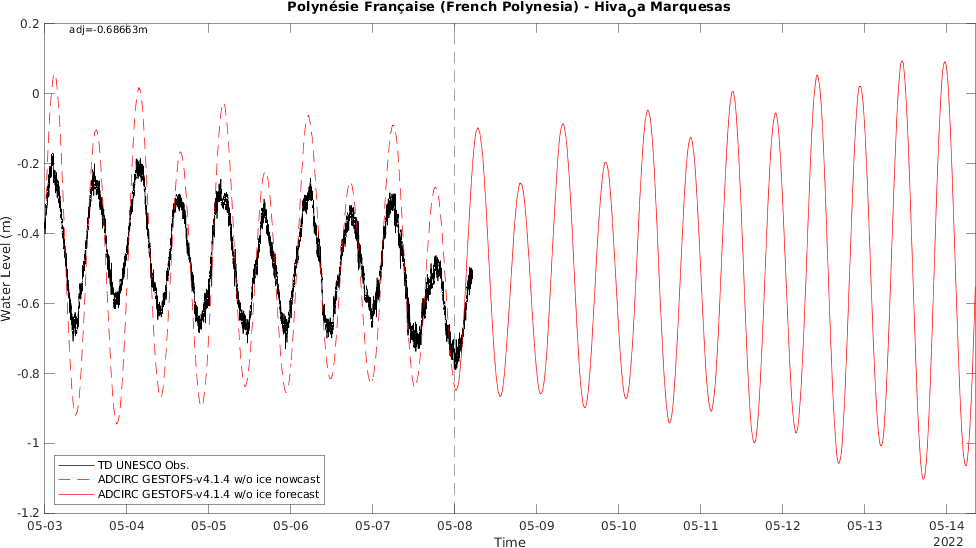 Polynésie Française (French Polynesia) - Hiva Oa Marquesas
adj=-0.68663m
0.2
0
-0.2
-0.4
-0.6
-0.8
-1
-1.2
Water Level (m)
TD UNESCO Obs.
ADCIRC GESTOFS-v4.1.4 w/o ice nowcast
ADCIRC GESTOFS-v4.1.4 w/o ice forecast
05-03 05-04 05-05 05-06 05-07 05-08 05-09 05-10 05-11 05-12 05-13 05-14
Time
2022